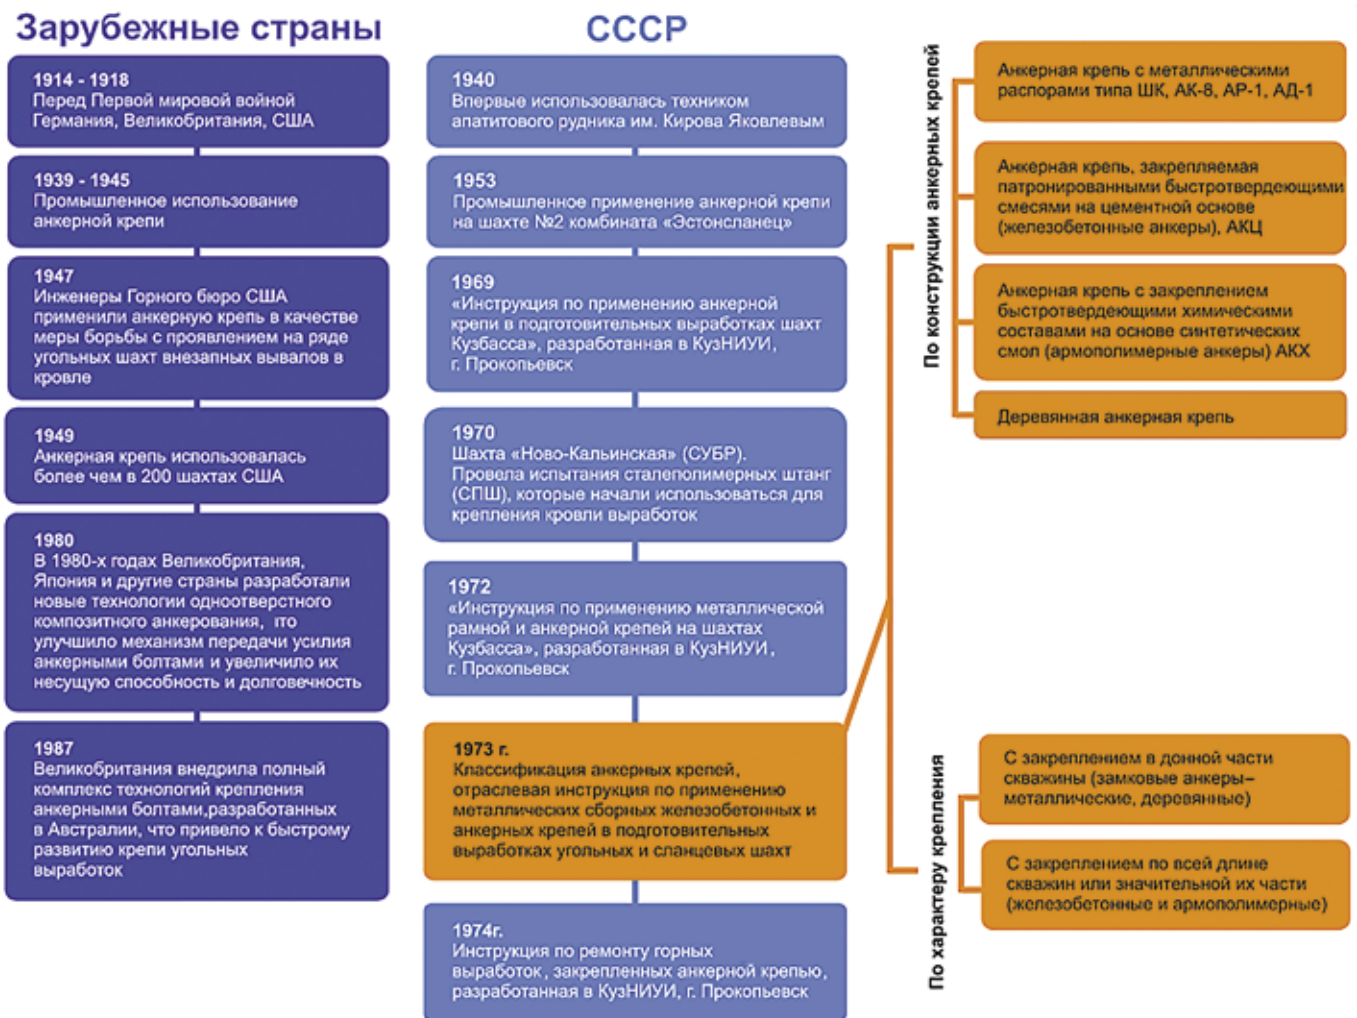 Зарубежные страны
1914 - 1918
Перед Первой мировой войной
Германия, Великобритания, США
1939 - 1945
Промышленное использование
анкерной крепи
1947
Инженеры Горного бюро США
применили анкерную крепь в качестве
меры борьбы с проявлением на ряде
угольных шахт внезапных вывалов в
кровле
1949
Анкерная крепь использовалась
более чем в 200 шахтах США
1980
В 1980-х годах Великобритания,
Япония и другие страны разработали
новые технологии одноотверстного
композитного анкерования, что
улучшило механизм передачи усилия
анкерными болтами и увеличило их
несущую способность и долговечность
1987
Великобритания внедрила полный
комплекс технологий крепления
анкерными болтами,разработанных
в Австралии, что привело к быстрому
развитию крепи угольных
выработок
СССР
1940
Впервые использовалась техником
апатитового рудника им. Кирова Яковлевым
1953
Промышленное применение анкерной крепи
на шахте №2 комбината «Эстонсланец»
1969
«Инструкция по применению анкерной
крепи в подготовительных выработках шахт
Кузбасса», разработанная в КузНИУИ,
г. Прокопьевск
1970
Шахта «Ново-Кальинская» (СУБР).
Провела испытания сталеполимерных штанг
(СПШ), которые начали использоваться для
крепления кровли выработок
1972
«Инструкция по применению металлической
рамной и анкерной крепей на шахтах
Кузбасса», разработанная в КузНИУИ,
г. Прокопьевск
1973 г.
Классификация анкерных крепей,
отраслевая инструкция по применению
металлических сборных железобетонных и
анкерных крепей в подготовительных
выработках угольных и сланцевых шахт
1974г.
Инструкция по ремонту горных
выработок, закрепленных анкерной крепью,
разработанная в КузНИУИ, г. Прокопьевск
По конструкции анкерных крепей
Анкерная крепь с металлическими
распорами типа ШК, АК-8, АР-1, АД-1
Анкерная крепь, закрепляемая
патронированными быстротвердеющими
смесями на цементной основе
(железобетонные анкеры), АКЦ
Анкерная крепь с закреплением
быстротвердеющими химическими
составами на основе синтетических
смол (армополимерные анкеры) АКХ
Деревянная анкерная крепь
По характеру крепления
С закреплением в донной части
скважины (замковые анкеры–
металлические, деревянные)
С закреплением по всей длине
скважин или значительной их части
(железобетонные и армополимерные)